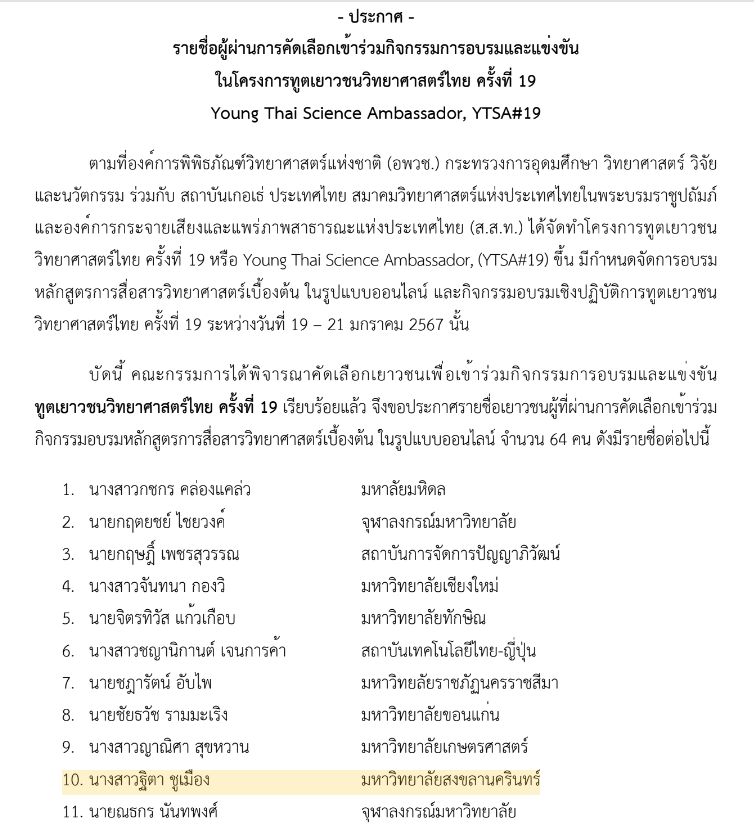 - ประกาศ -
รายชื่อผู้ผ่านการคัดเลือกเข้าร่วมกิจกรรมการอบรมและแข่งขัน
ในโครงการทูตเยาวชนวิทยาศาสตร์ไทย ครั้งที่ 19
Young Thai Science Ambassador, YTSA#19
ตามที่องค์การพิพิธภัณฑ์วิทยาศาสตร์แห่งชาติ (อพวช.) กระทรวงการอุดมศึกษา วิทยาศาสตร์ วิจัย
และนวัตกรรม ร่วมกับ สถาบันเกอเธ่ ประเทศไทย สมาคมวิทยาศาสตร์แห่งประเทศไทยในพระบรมราชูปถัมภ์
และองค์การกระจายเสียงและแพร่ภาพสาธารณะแห่งประเทศไทย (ส.ส.ท.) ได้จัดทำโครงการทูตเยาวชน
วิทยาศาสตร์ไทย ครั้งที่ 19 หรือ Young Thai Science Ambassador, (YTSA#19) ขึ้น มีกำหนดจัดการอบรม
หลักสูตรการสื่อสารวิทยาศาสตร์เบื้องต้น ในรูปแบบออนไลน์ และกิจกรรมอบรมเชิงปฏิบัติการทูตเยาวชน
วิทยาศาสตร์ไทย ครั้งที่ 19 ระหว่างวันที่ 19 – 21 มกราคม 2567 นั้น
บัดนี้ คณะกรรมการได้พิจารณาคัดเลือกเยาวชนเพื่อเข้าร่วมกิจกรรมการอบรมและแข่งขัน
ทูตเยาวชนวิทยาศาสตร์ไทย ครั้งที่ 19 เรียบร้อยแล้ว จึงขอประกาศรายชื่อเยาวชนผู้ที่ผ่านการคัดเลือกเข้าร่วม
กิจกรรมอบรมหลักสูตรการสื่อสารวิทยาศาสตร์เบื้องต้น ในรูปแบบออนไลน์ จำนวน 64 คน ดังมีรายชื่อต่อไปนี้
1. นางสาวกชกร คล่องแคล่ว มหาลัยมหิดล
2. นายกฤตยชย์ ไชยวงค์ จุฬาลงกรณ์มหาวิทยาลัย
3. นายกฤษฎิ์ เพชรสุวรรณ สถาบันการจัดการปัญญาภิวัฒน์
4. นางสาวจันทนา กองวิ มหาวิทยาลัยเชียงใหม่
5. นายจิตรทิวัส แก้วเกือบ มหาวิทยาลัยทักษิณ
6. นางสาวชญานิกานต์ เจนการค้า สถาบันเทคโนโลยีไทย-ญี่ปุ่น
7. นายชฎารัตน์ อับไพ มหาวิทยลัยราชภัฏนครราชสีมา
8. นายชัยธวัช รามมะเริง มหาวิทยาลัยขอนแก่น
9. นางสาวญาณิศา สุขหวาน มหาวิทยาลัยเกษตรศาสตร์
10. นางสาวฐิตา ชูเมือง มหาวิทยาลัยสงขลานครินทร์
11. นายณธกร นันทพงศ์ จุฬาลงกรณ์มหาวิทยาลัย